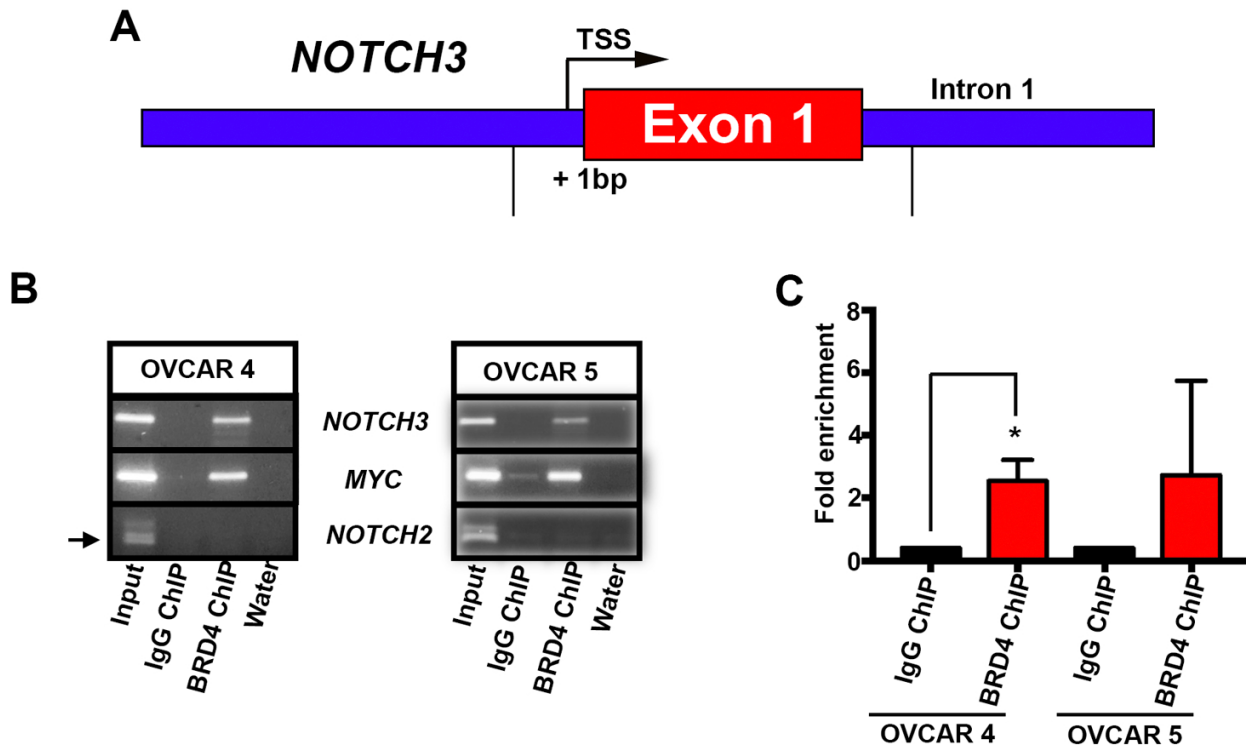 A
NOTCH3
TSS
Exon 1
Intron 1
+ 1bp
B
OVCAR 4
OVCAR 5
NOTCH3
MYC
NOTCH2
Input
IgG ChIP
BRD4 ChIP
Water
Input
IgG ChIP
BRD4 ChIP
Water
C
Fold enrichment
8
6
4
2
0
*
IgG ChIP
BRD4 ChIP
IgG ChIP
BRD4 ChIP
OVCAR 4
OVCAR 5